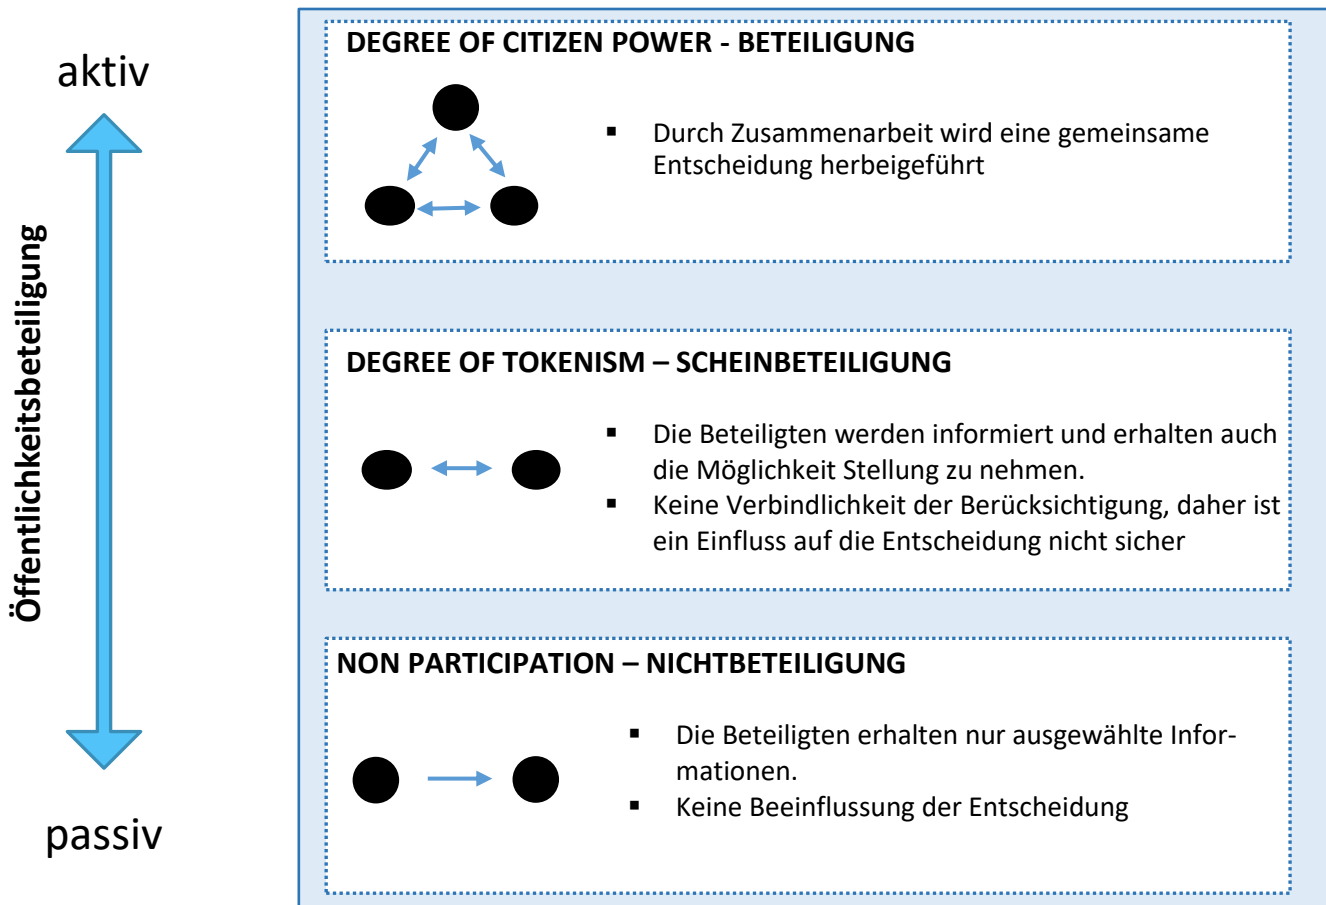 aktiv
Öffentlichkeitsbeteiligung
passiv
DEGREE OF CITIZEN POWER - BETEILIGUNG
▪ Durch Zusammenarbeit wird eine gemeinsame
Entscheidung herbeigeführt
DEGREE OF TOKENISM – SCHEINBETEILIGUNG
▪ Die Beteiligten werden informiert und erhalten auch
die Möglichkeit Stellung zu nehmen.
▪ Keine Verbindlichkeit der Berücksichtigung, daher ist
ein Einfluss auf die Entscheidung nicht sicher
NON PARTICIPATION – NICHTBETEILIGUNG
▪ Die Beteiligten erhalten nur ausgewählte Infor-
mationen.
▪ Keine Beeinflussung der Entscheidung